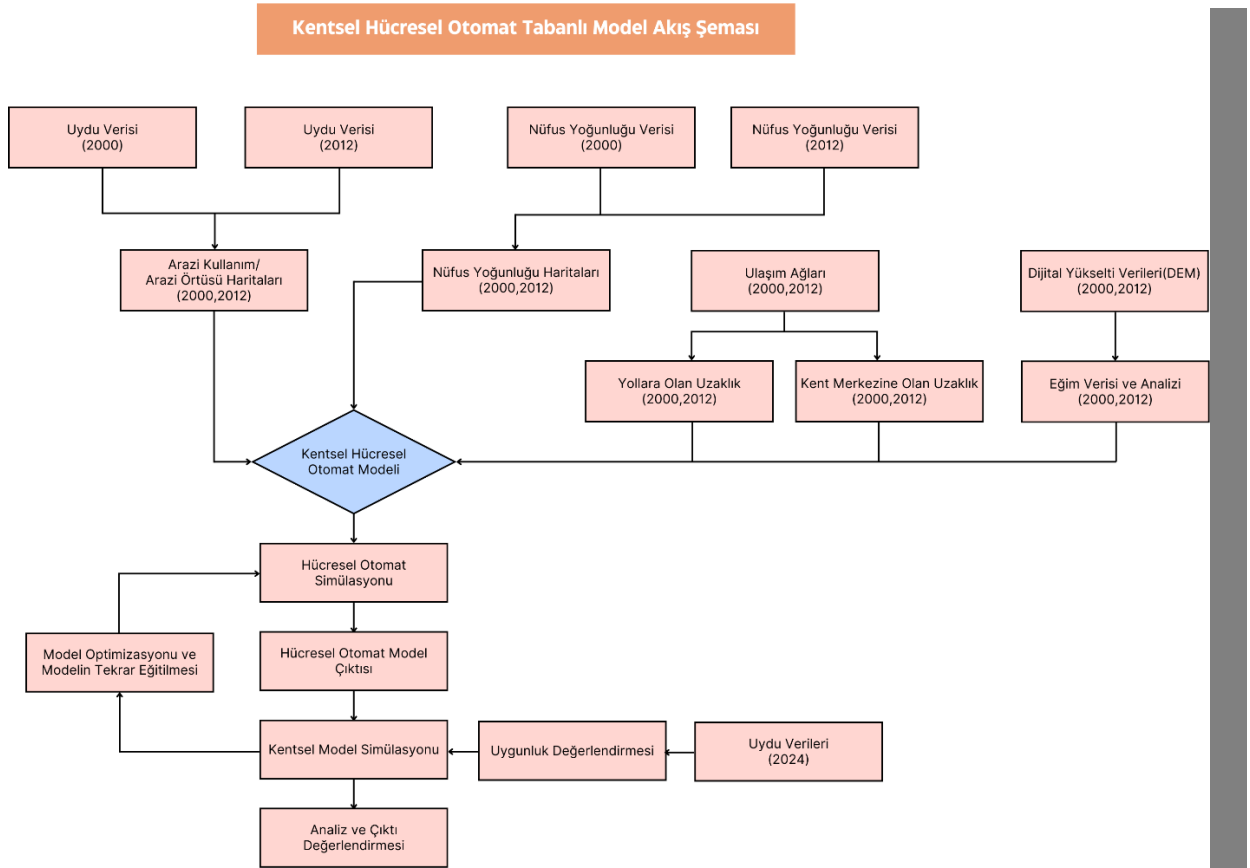 Kentsel Hücresel Otomat Tabanlı Model Akış Şeması
Uydu Verisi
(2000)
Uydu Verisi
(2012)
Nüfus Yoğunluğu Verisi
(2000)
Nüfus Yoğunluğu Verisi
(2012)
Arazi Kullanım/
Arazi Örtüsü Haritaları
(2000,2012)
Nüfus Yoğunluğu Haritaları
(2000,2012)
Ulaşım Ağları
(2000,2012)
Dijital Yükselti Verileri(DEM)
(2000,2012)
Yollara Olan Uzaklık
(2000,2012)
Kent Merkezine Olan Uzaklık
(2000,2012)
Eğim Verisi ve Analizi
(2000,2012)
Kentsel Hücresel
Otomat Modeli
Hücresel Otomat
Simülasyonu
Model Optimizasyonu ve
Modelin Tekrar Eğitilmesi
Hücresel Otomat Model
Çıktısı
Kentsel Model Simülasyonu
Uygunluk Değerlendirmesi
Uydu Verileri
(2024)
Analiz ve Çıktı
Değerlendirmesi